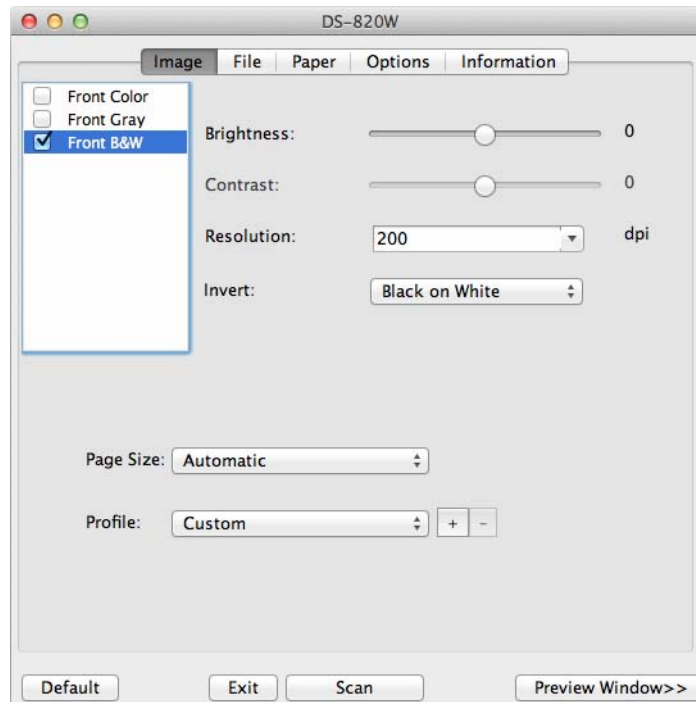 DS-820W
Image File Paper Options Information
Front Color
Front Gray
Front B&W
Brightness: 0
Contrast: 0
Resolution: 200 dpi
Invert: Black on White
Page Size: Automatic
Profile: Custom + -
Default Exit Scan Preview Window>>